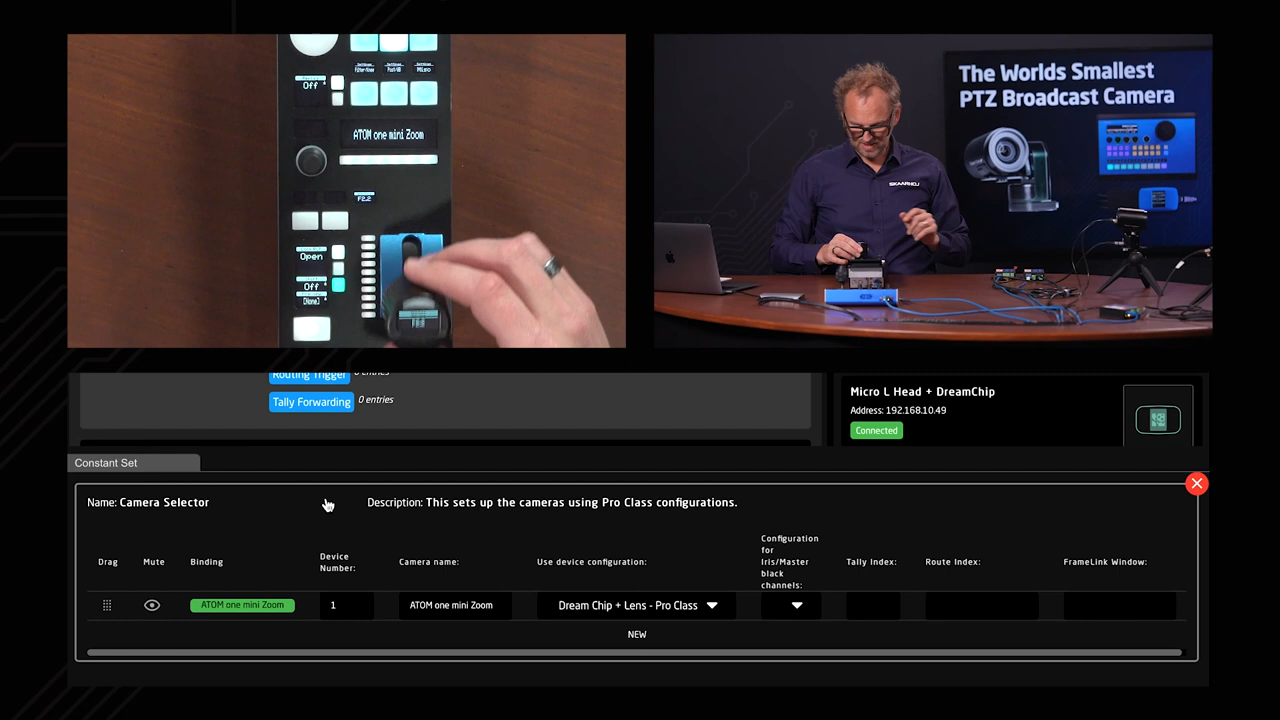 Off
ATOM one mini Zoom
F2.2
Open
Off
[None]
The Worlds Smallest
PTZ Broadcast Camera
SKAARHOJ
Routing Trigger
0 entries
Tally Forwarding
0 entries
Micro L Head + DreamChip
Address: 192.168.10.49
Connected
Constant Set
Name: Camera Selector
Description: This sets up the cameras using Pro Class configurations.
Drag
Mute
Binding
Device
Number:
Camera name:
Use device configuration:
Configuration
for
Iris/Master
black
channels:
Tally Index:
Route Index:
FrameLink Window:
ATOM one mini Zoom
1
ATOM one mini Zoom
Dream Chip + Lens - Pro Class
NEW